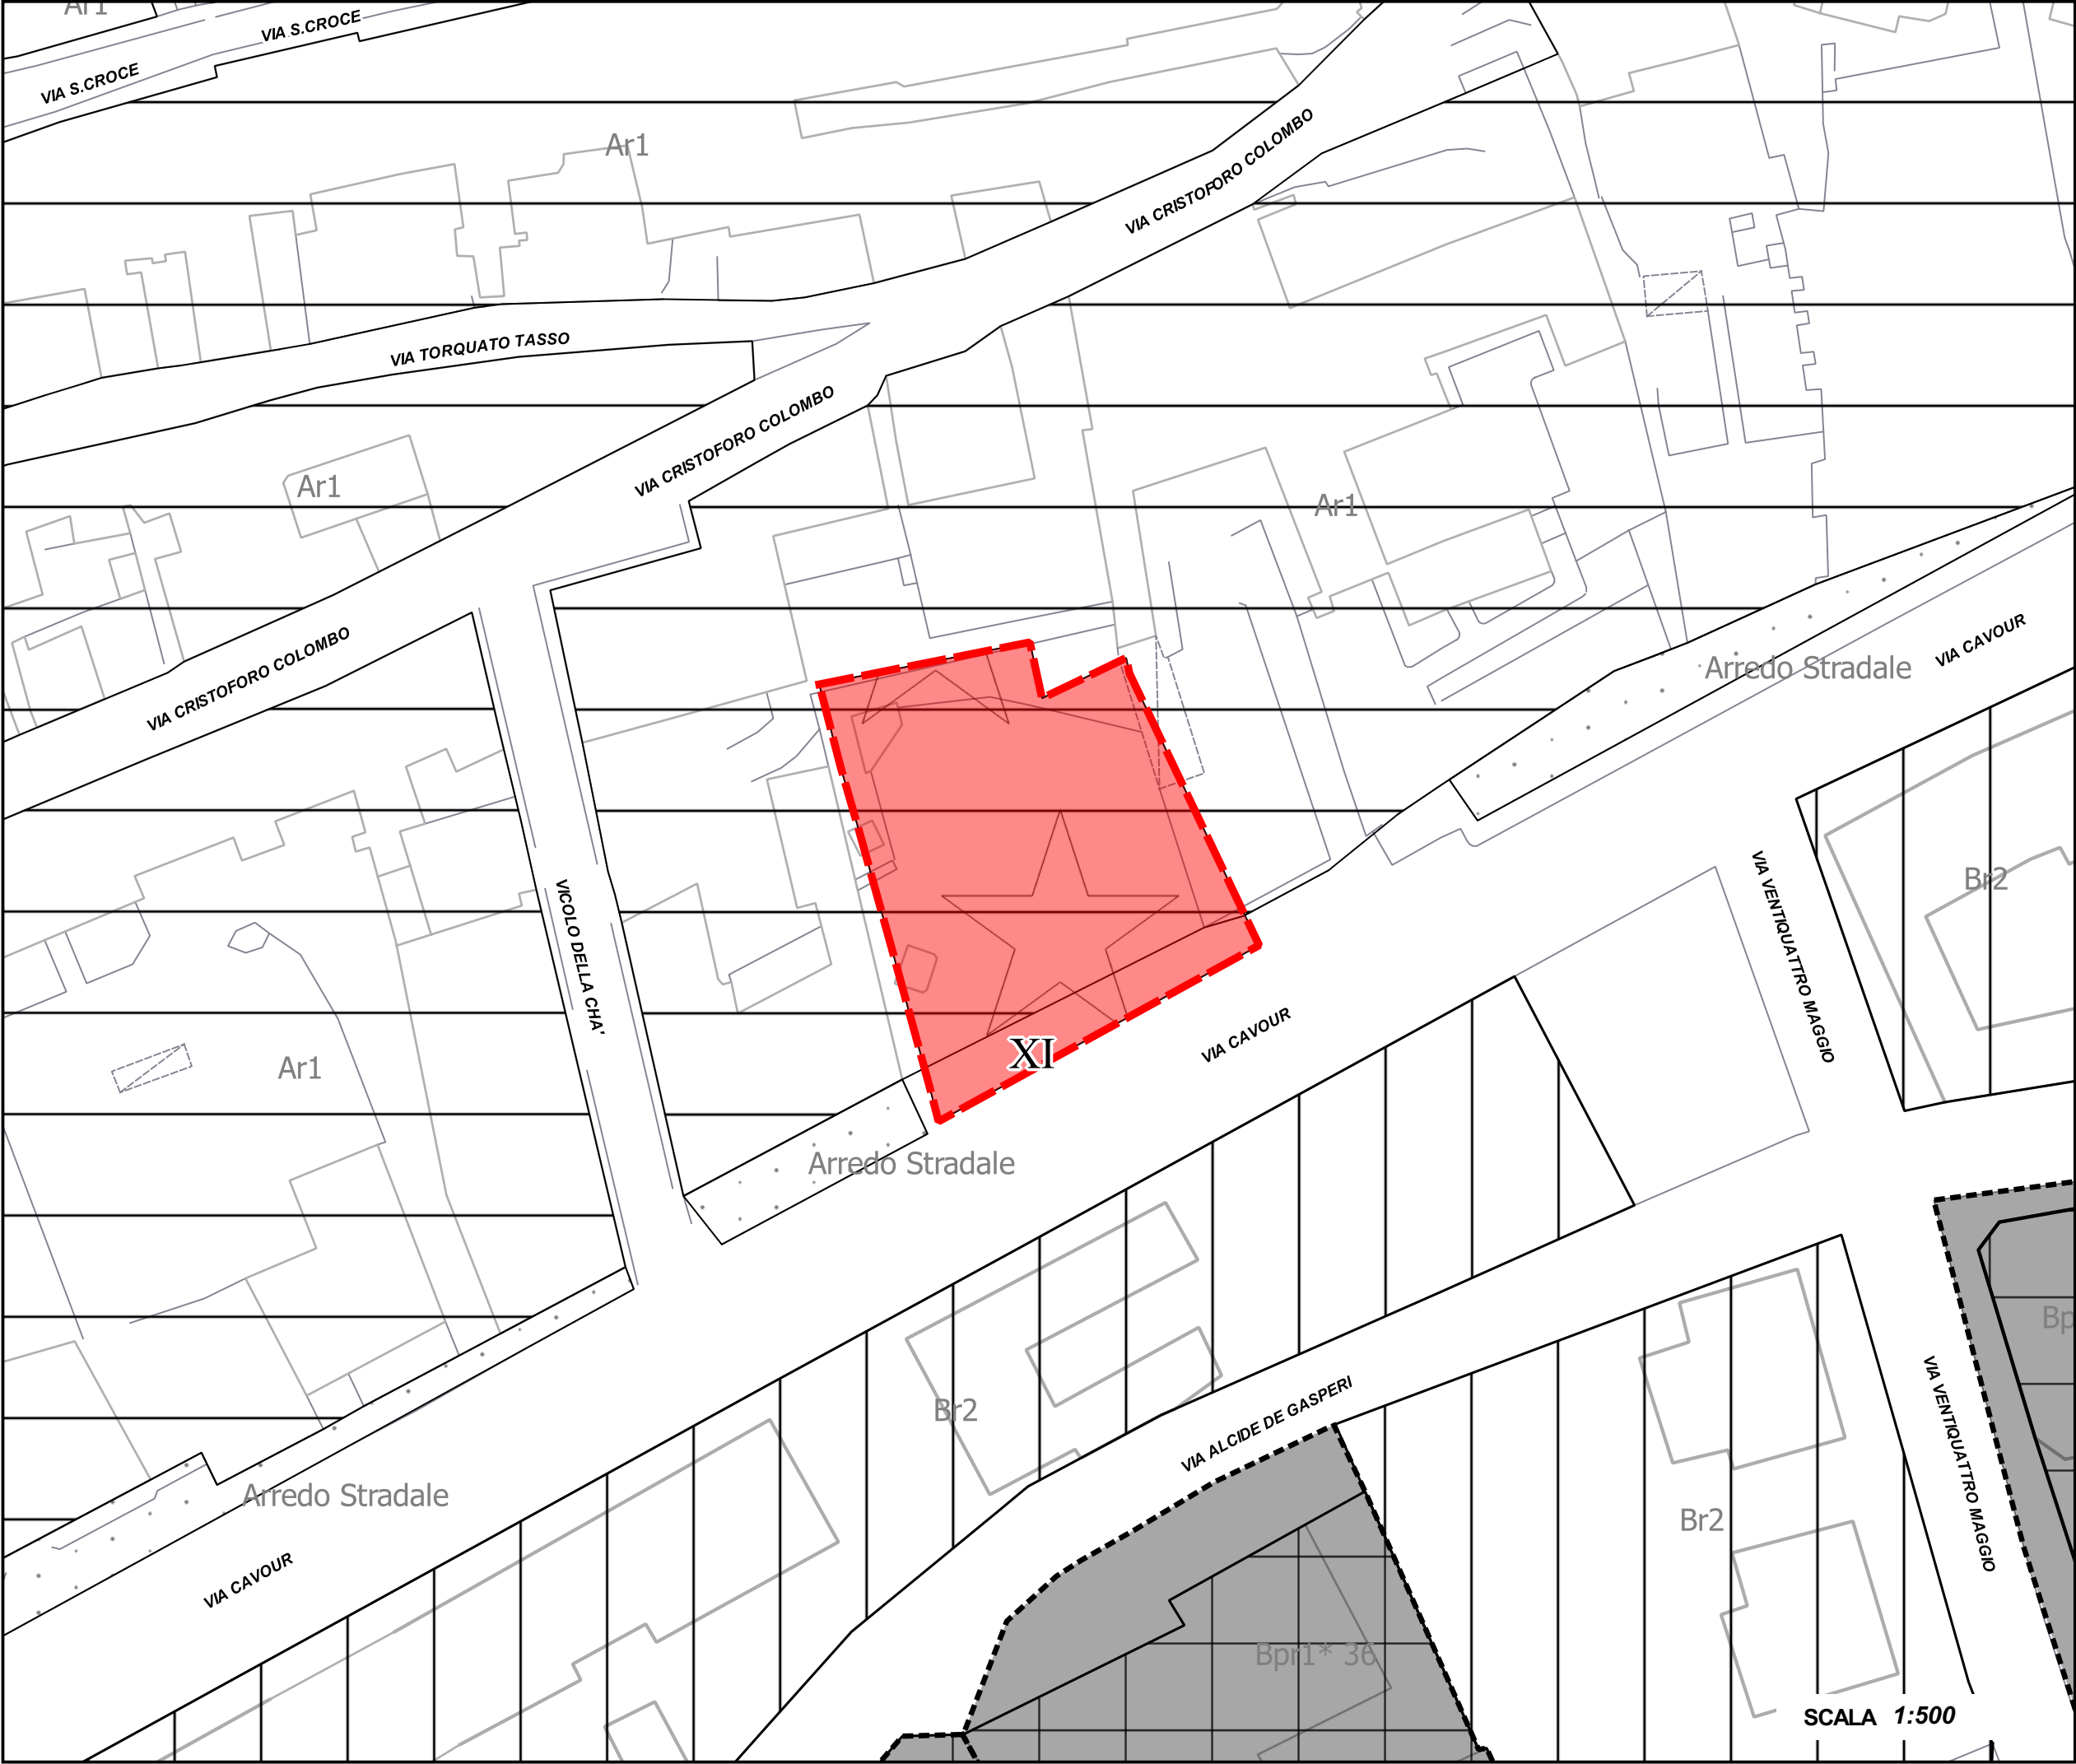 Ar1
VIA S.CROCE
VIA S.CROCE
Ar1
VIA CRISTOFORO COLOMBO
VIA TORQUATO TASSO
VIA CRISTOFORO COLOMBO
Ar1
Ar1
VIA CRISTOFORO COLOMBO
VIA CAVOUR
Arredo Stradale
Br2
VIA VENTIQUATTRO MAGGIO
VICOLO DELLA CHA'
VIA CAVOUR
XI
Ar1
Arredo Stradale
Bp
VIA ALCIDE DE GASPERI
Br2
VIA VENTIQUATTRO MAGGIO
Arredo Stradale
Br2
VIA CAVOUR
Bpr1* 36
SCALA 1:500